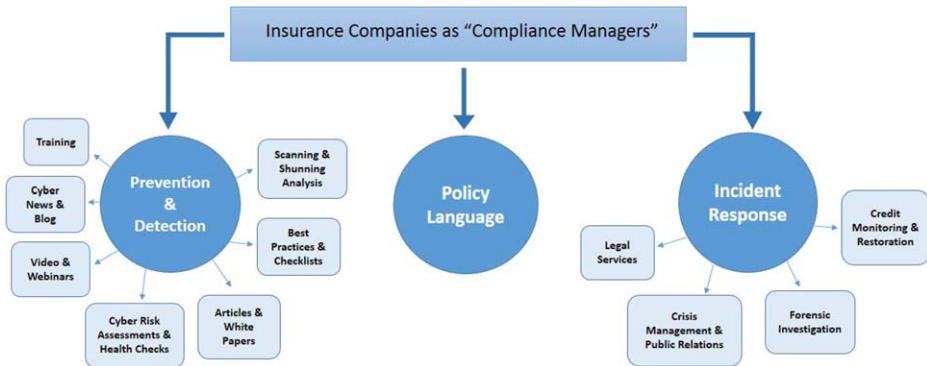 Insurance Companies as “Compliance Managers”
Training
Cyber
News &
Blog
Video &
Webinars
Cyber Risk
Assessments &
Health Checks
Articles &
White
Papers
Best
Practices &
Checklists
Scanning &
Shunning
Analysis
Prevention
&
Detection
Policy
Language
Incident
Response
Legal
Services
Crisis
Management &
Public Relations
Forensic
Investigation
Credit
Monitoring &
Restoration